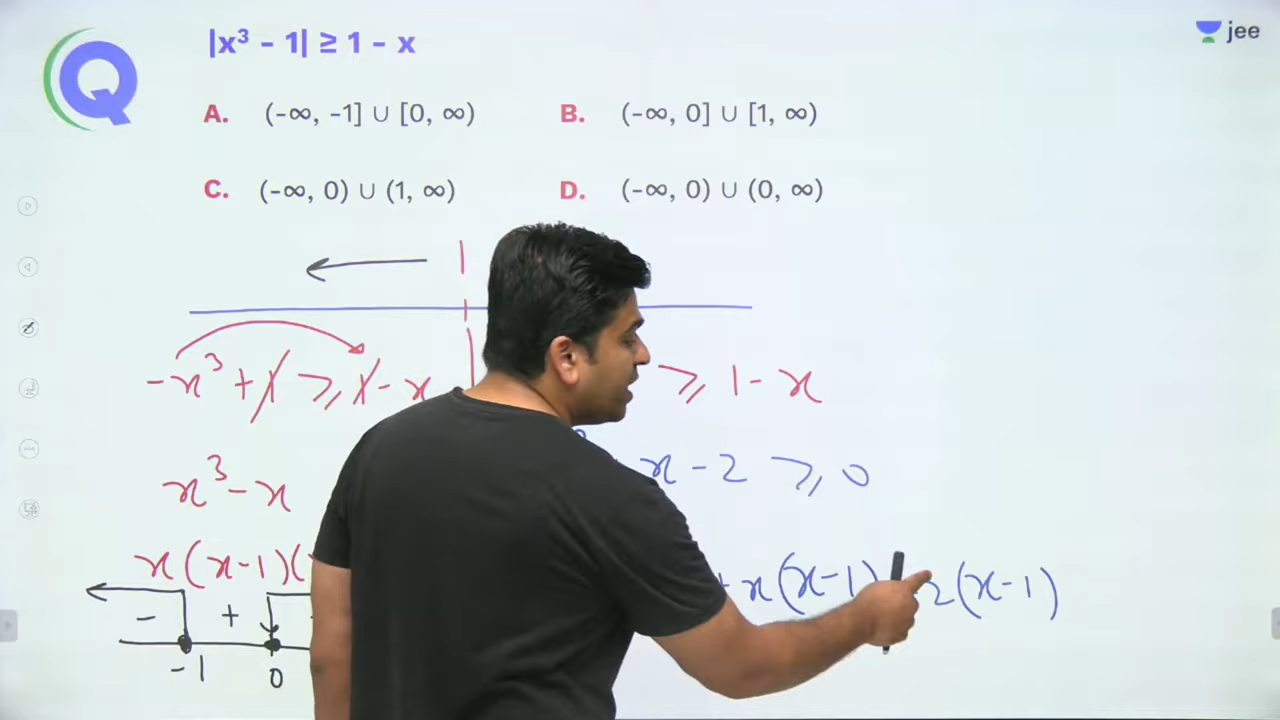 Q |x³ - 1| ≥ 1 - x
jee
A. (-∞, -1] ∪ [0, ∞) B. (-∞, 0] ∪ [1, ∞)
C. (-∞, 0) ∪ (1, ∞) D. (-∞, 0) ∪ (0, ∞)
1
-x³ + 1 ≥ 1 - x
≥ 1 - x
x³ - x
x - 2 ≥ 0
x(x-1)(
+ x(x-1) 2(x-1)
- +
-1 0